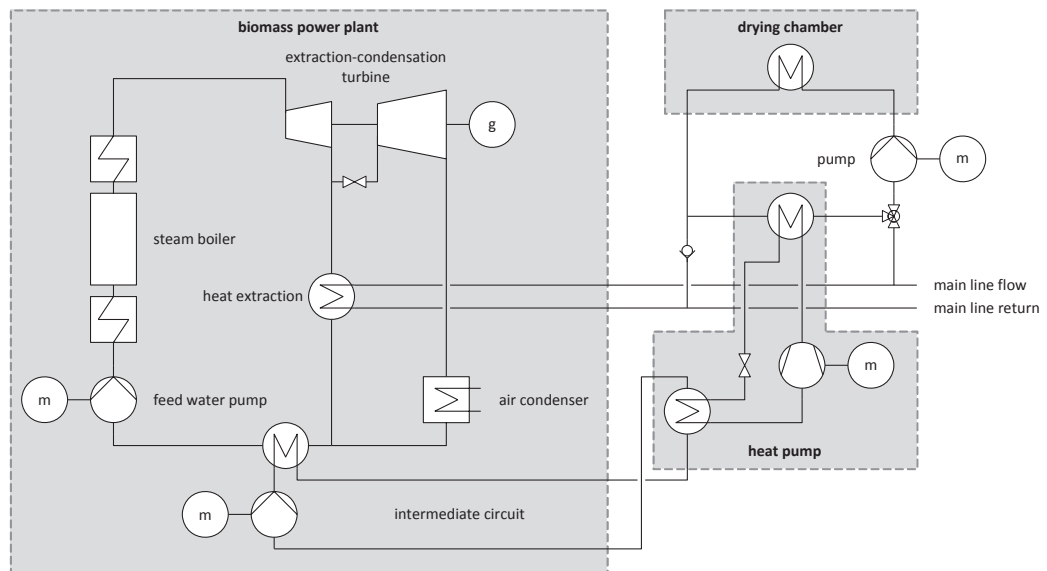 biomass power plant
extraction-condensation
turbine
g
steam boiler
heat extraction
m
feed water pump
air condenser
m
intermediate circuit
drying chamber
pump
m
main line flow
main line return
m
heat pump